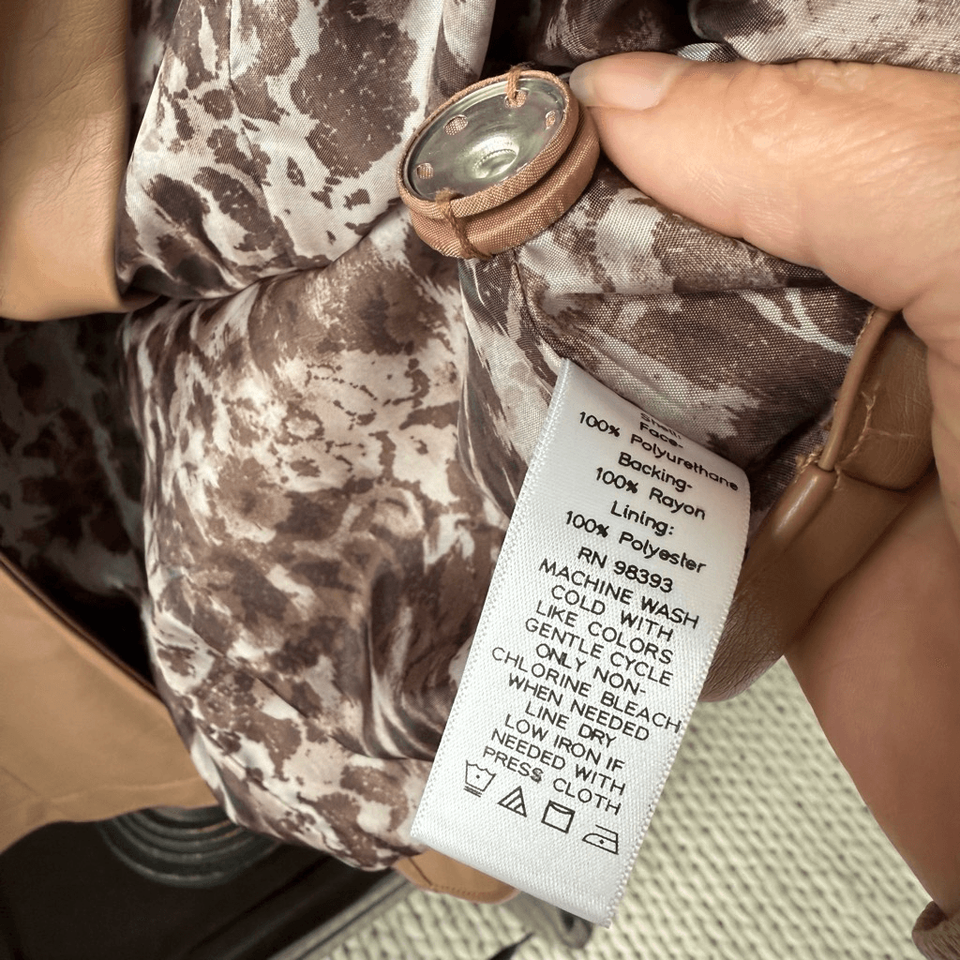 Shell:
Face-
100% Polyurethane
Backing-
100% Rayon
Lining:
100% Polyester
RN 98393
MACHINE WASH
COLD WITH
LIKE COLORS
GENTLE CYCLE
ONLY NON-
CHLORINE BLEACH
WHEN NEEDED
LINE DRY
LOW IRON IF
NEEDED WITH
PRESS CLOTH